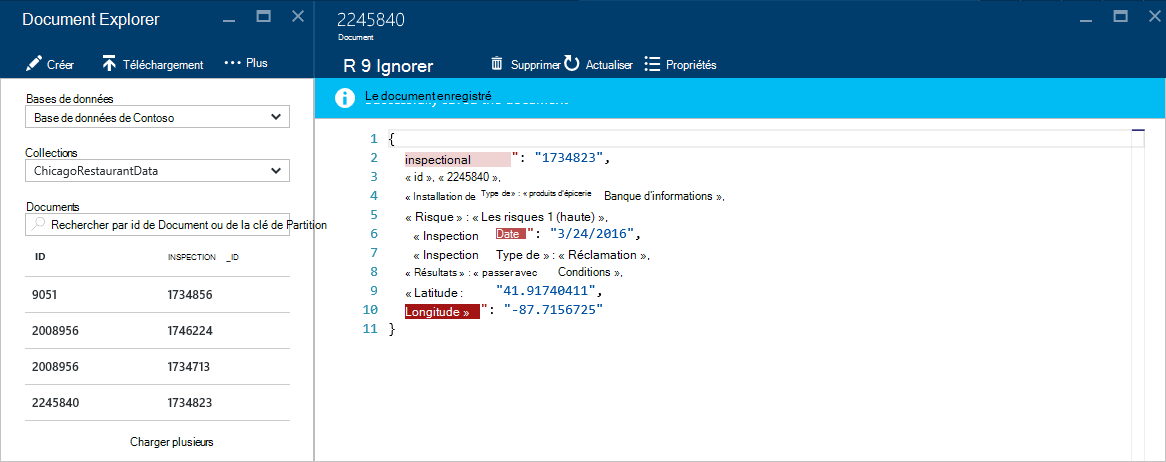 Document Explorer
Créer Téléchargement ••• Plus
Bases de données
Base de données de Contoso
Collections
ChicagoRestaurantData
Documents
Rechercher par id de Document ou de la clé de Partition
ID INSPECTION _ID
9051 1734856
2008956 1746224
2008956 1734713
2245840 1734823
Charger plusieurs
2245840
Document
R 9 Ignorer Supprimer Actualiser Propriétés
Le document enregistré
1 {
2 inspectional ": "1734823",
3 « id ». « 2245840 »,
4 « Installation de Type de» : « produits d'épicerie Banque d'informations »,
5 « Risque » : « Les risques 1 (haute) »,
6 « Inspection Date ": "3/24/2016",
7 « Inspection Type de » : « Réclamation »,
8 « Résultats » : « passer avec Conditions »,
9 « Latitude : "41.91740411",
10 Longitude » ": "-87.7156725"
11 }